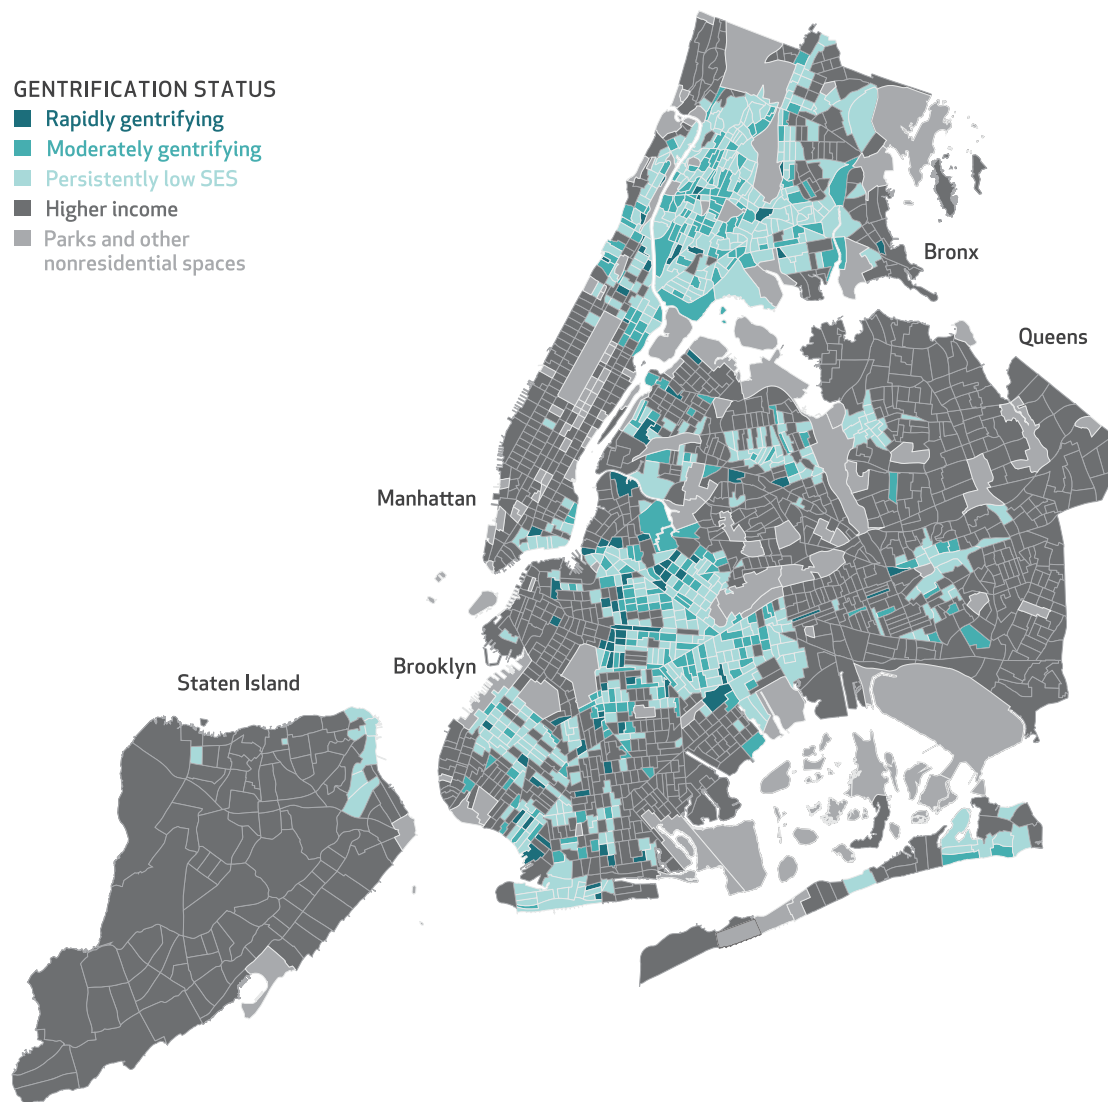 GENTRIFICATION STATUS
Rapidly gentrifying
Moderately gentrifying
Persistently low SES
Higher income
Parks and other
nonresidential spaces
Bronx
Queens
Manhattan
Brooklyn
Staten Island